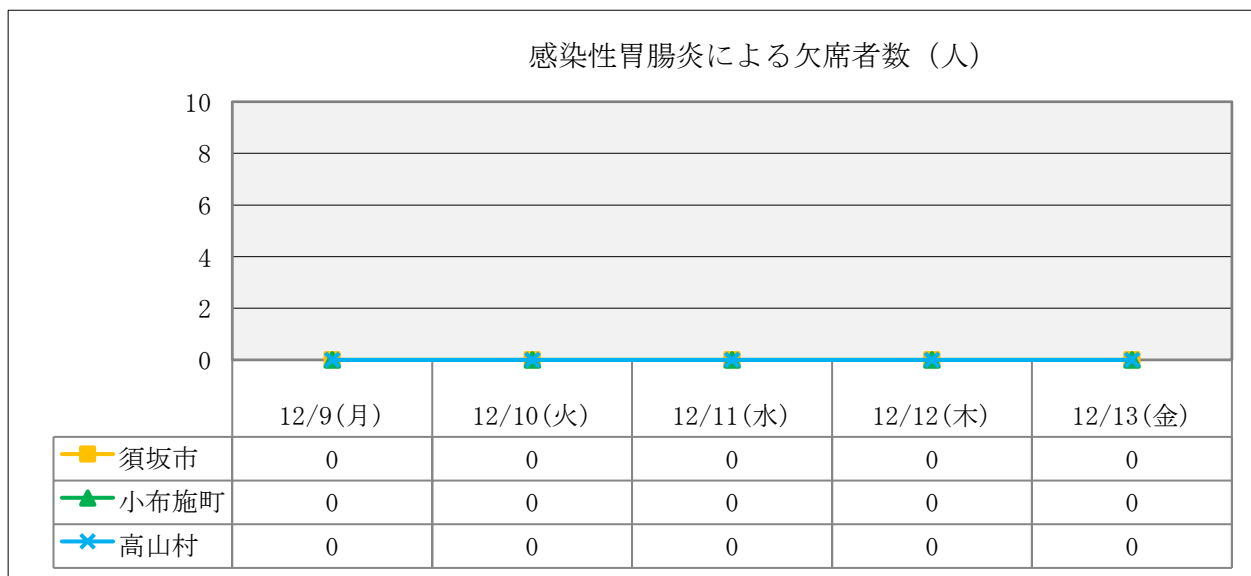 感染性胃腸炎による欠席者数（人）
10
8
6
4
2
0
12/9(月) 12/10(火) 12/11(水) 12/12(木) 12/13(金)
須坂市 0 0 0 0 0
小布施町 0 0 0 0 0
高山村 0 0 0 0 0